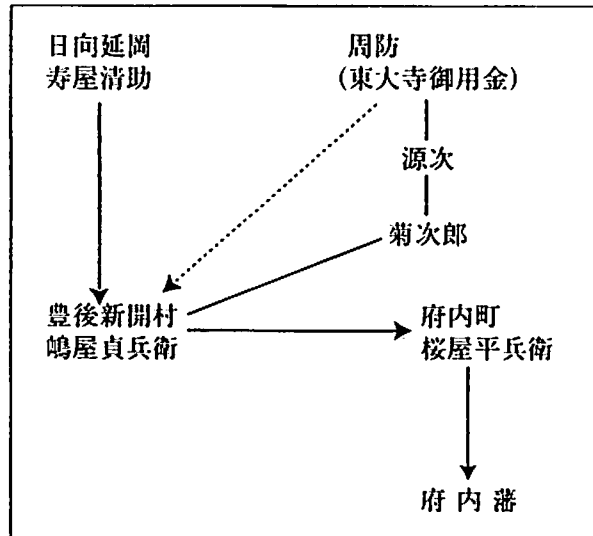 日向延岡
寿屋清助
周防
(東大寺御用金)
源次
菊次郎
豊後新開村
嶋屋貞兵衛
府内町
桜屋平兵衛
府内藩